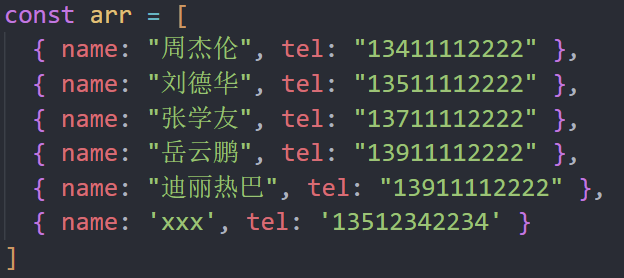 const arr = [
{ name: "周杰伦", tel: "13411112222" },
{ name: "刘德华", tel: "13511112222" },
{ name: "张学友", tel: "13711112222" },
{ name: "岳云鹏", tel: "13911112222" },
{ name: "迪丽热巴", tel: "13911112222" },
{ name: 'xxx', tel: '13512342234' }
]